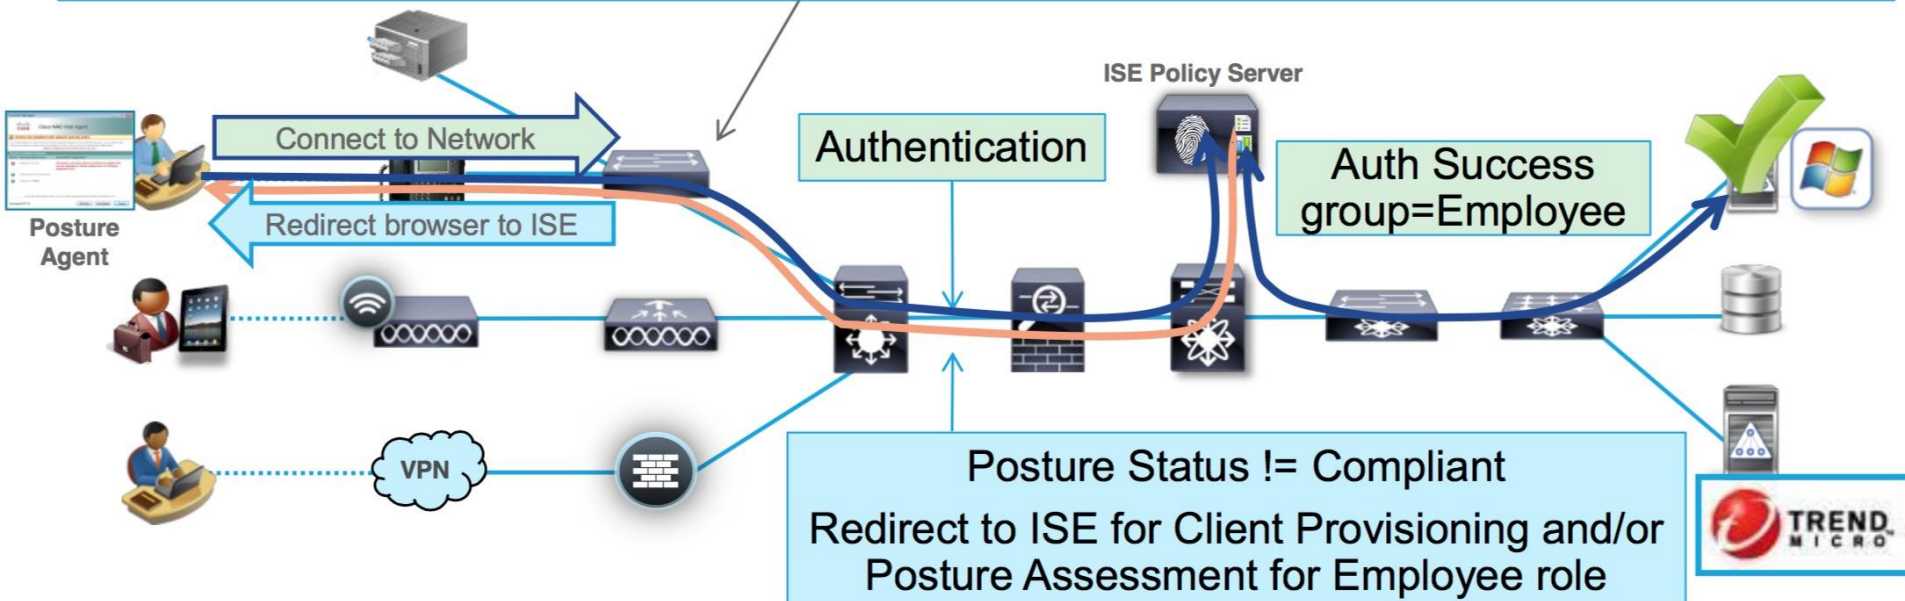 ISE Policy Server
Connect to Network
Authentication
Auth Success
group=Employee
Redirect browser to ISE
Posture
Agent
VPN
Posture Status != Compliant
Redirect to ISE for Client Provisioning and/or
Posture Assessment for Employee role
TREND
MICRO